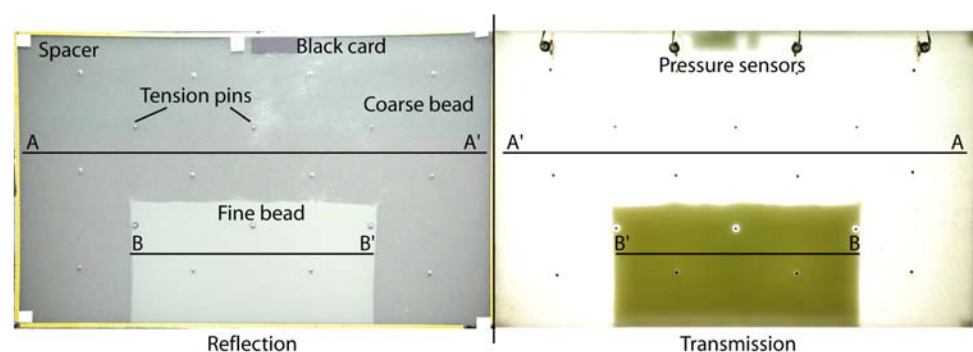 Spacer
Black card
Tension pins
Coarse bead
A A'
Fine bead
B B'
Reflection
Pressure sensors
A' A
B' B
Transmission